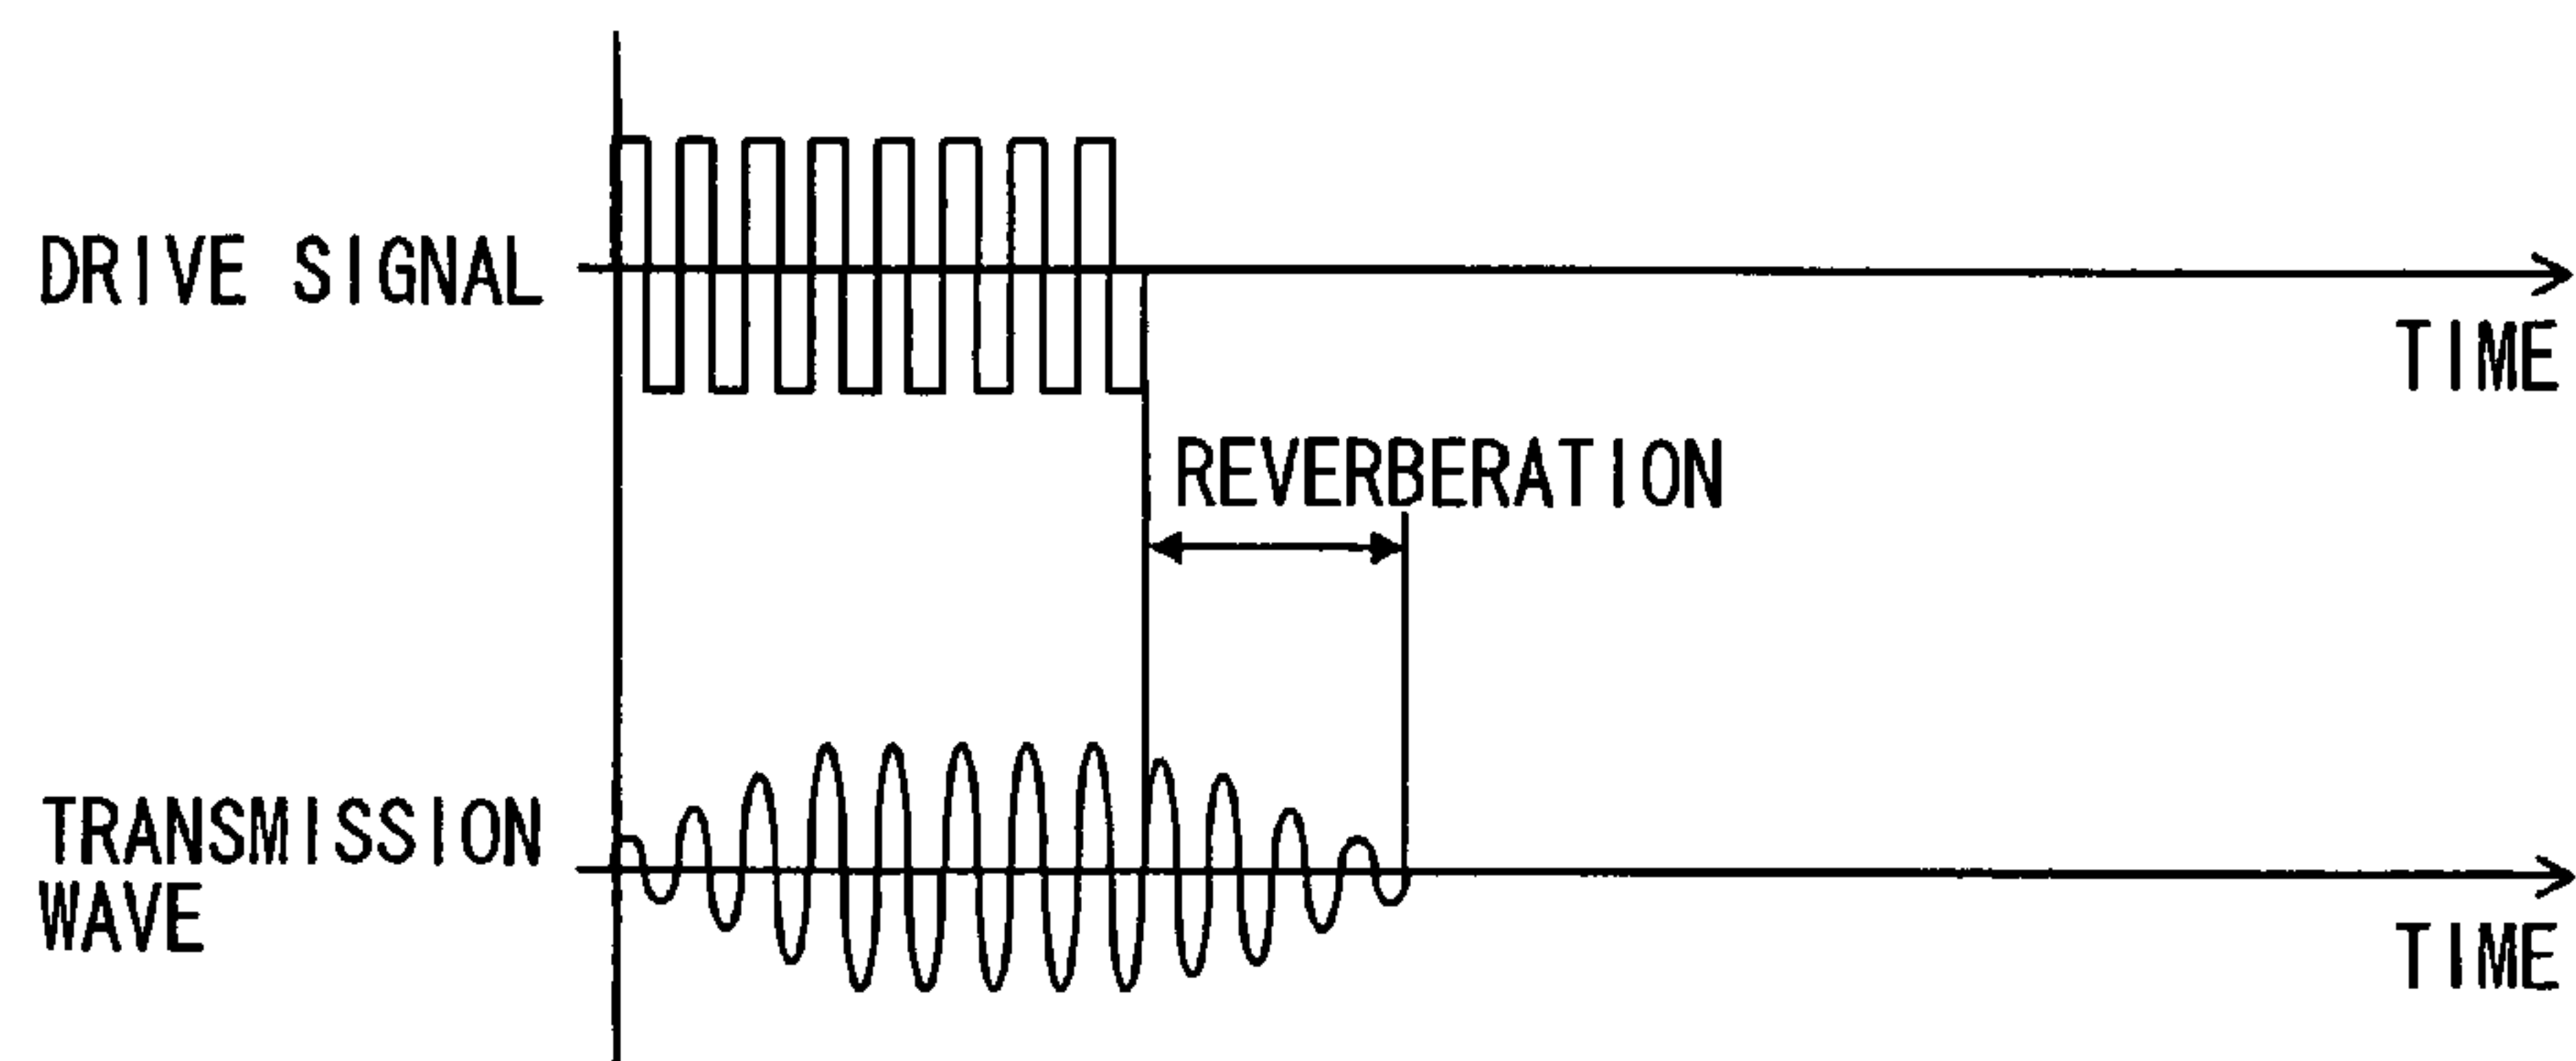 DRIVE SIGNAL
TIME
REVERBERATION
TRANSMISSION
WAVE
TIME